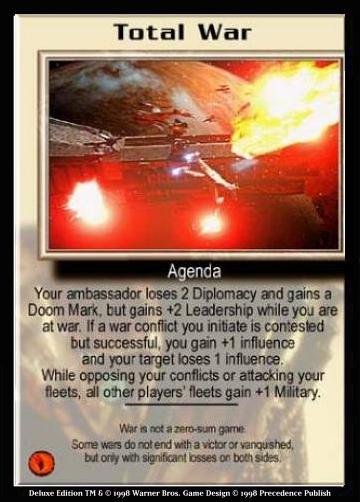 Total War
Agenda
Your ambassador loses 2 Diplomacy and gains a
Doom Mark, but gains +2 Leadership while you are
at war. If a war conflict you initiate is contested
but successful, you gain +1 influence
and your target loses 1 influence.
While opposing your conflicts or attacking your
fleets, all other players' fleets gain +1 Military.
War is not a zero-sum game.
Some wars do not end with a victor or vanquished,
but only with significant losses on both sides.
Deluxe Edition TM & © 1998 Warner Bros. Game Design © 1998 Precedence Publish